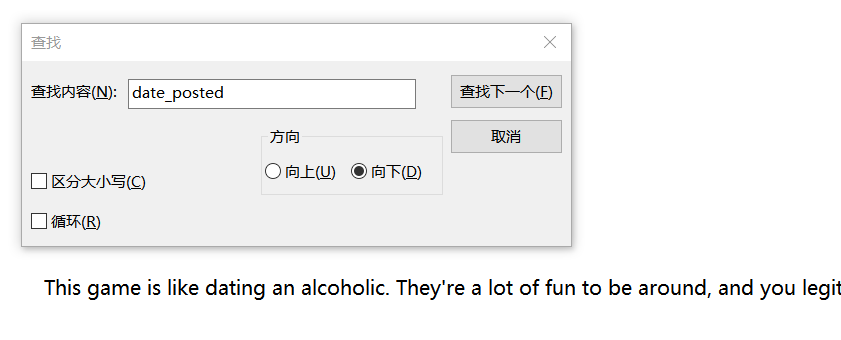 查找
查找内容(N): date_posted 查找下一个(F)
方向 取消
向上(U) 向下(D)
区分大小写(C)
循环(R)
This game is like dating an alcoholic. They're a lot of fun to be around, and you legit